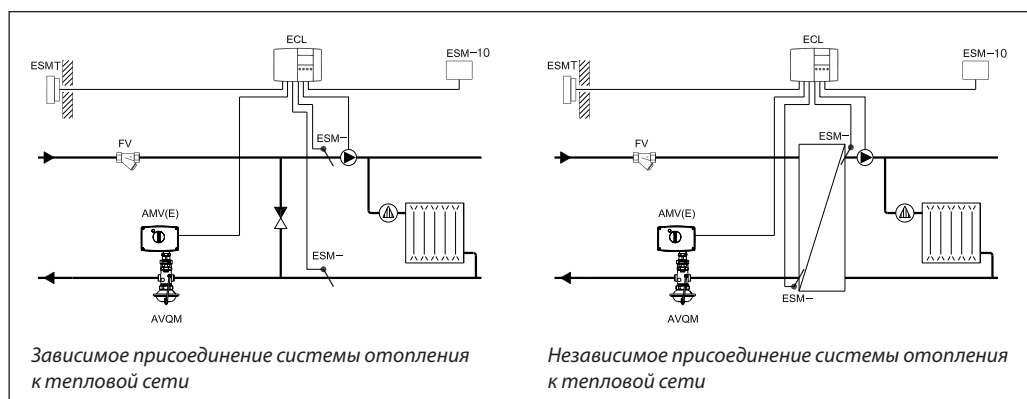 ECL
ESM-10
ESMT
ESM-
FV
AMV(E)
ESM-
AVQM
Зависимое присоединение системы отопления
к тепловой сети
ECL
ESM-10
ESMT
ESM-
FV
AMV(E)
ESM-
AVQM
Независимое присоединение системы отопления
к тепловой сети